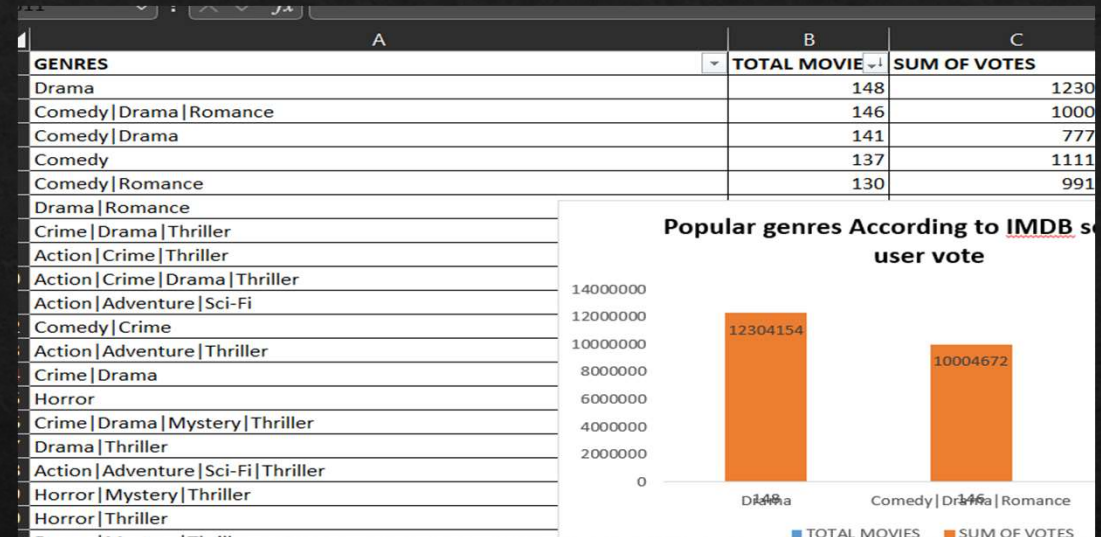 fx
A B C
GENRES TOTAL MOVIE SUM OF VOTES
Drama 148 1230
Comedy|Drama|Romance 146 1000
Comedy|Drama 141 777
Comedy 137 1111
Comedy|Romance 130 991
Drama|Romance
Crime|Drama|Thriller
Action|Crime|Thriller
Action|Crime|Drama|Thriller
Action|Adventure|Sci-Fi
Comedy|Crime
Action|Adventure|Thriller
Crime|Drama
Horror
Crime|Drama|Mystery|Thriller
Drama|Thriller
Action|Adventure|Sci-Fi|Thriller
Horror|Mystery|Thriller
Horror|Thriller
Popular genres According to IMDB s
user vote
14000000
12000000
10000000
8000000
6000000
4000000
2000000
0
12304154
10004672
148
146
Drama Comedy|Drama|Romance
TOTAL MOVIES SUM OF VOTES